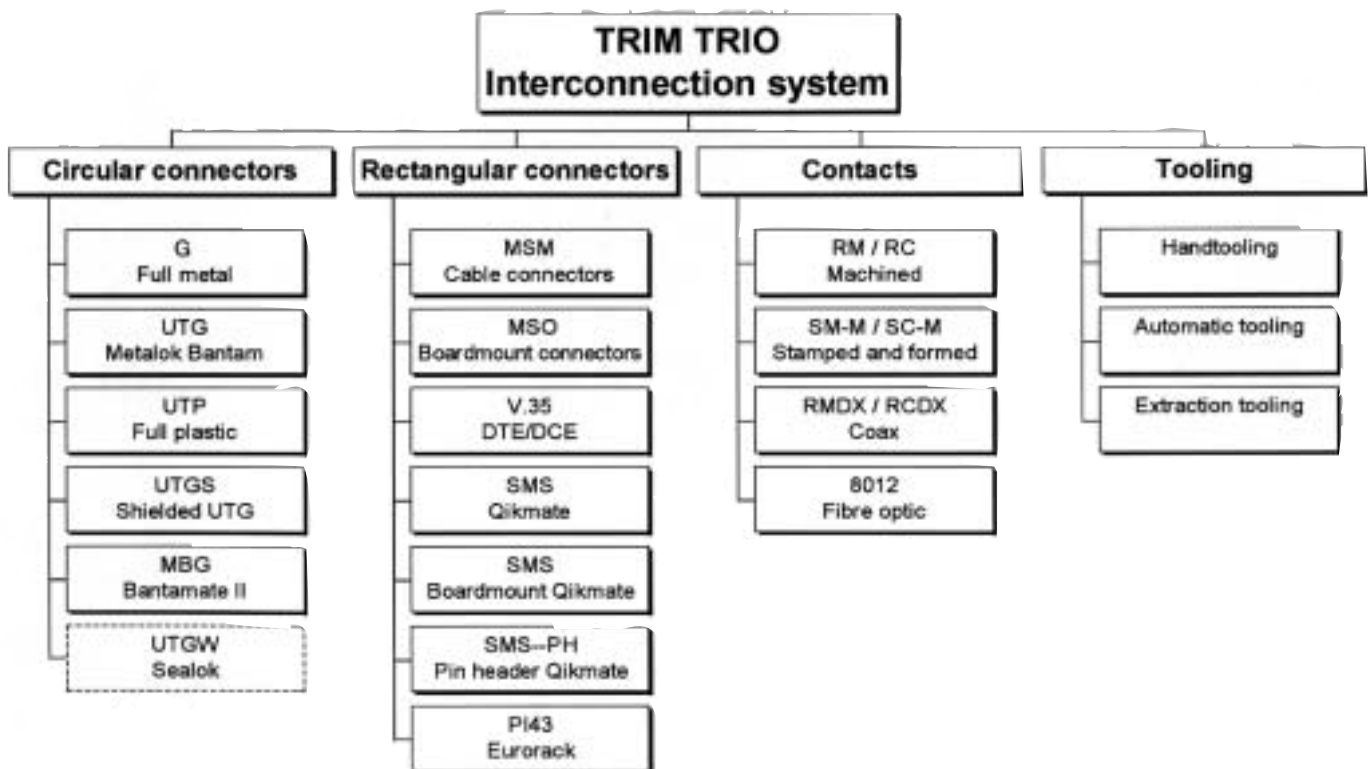 TRIM TRIO
Interconnection system
Circular connectors
G
Full metal
UTG
Metalok Bantam
UTP
Full plastic
UTGS
Shielded UTG
MBG
Bantamate II
UTGW
Sealok
Rectangular connectors
MSM
Cable connectors
MSO
Boardmount connectors
V.35
DTE/DCE
SMS
Qikmate
SMS
Boardmount Qikmate
SMS--PH
Pin header Qikmate
PI43
Eurorack
Contacts
RM / RC
Machined
SM-M / SC-M
Stamped and formed
RMDX / RCDX
Coax
8012
Fibre optic
Tooling
Handtooling
Automatic tooling
Extraction tooling